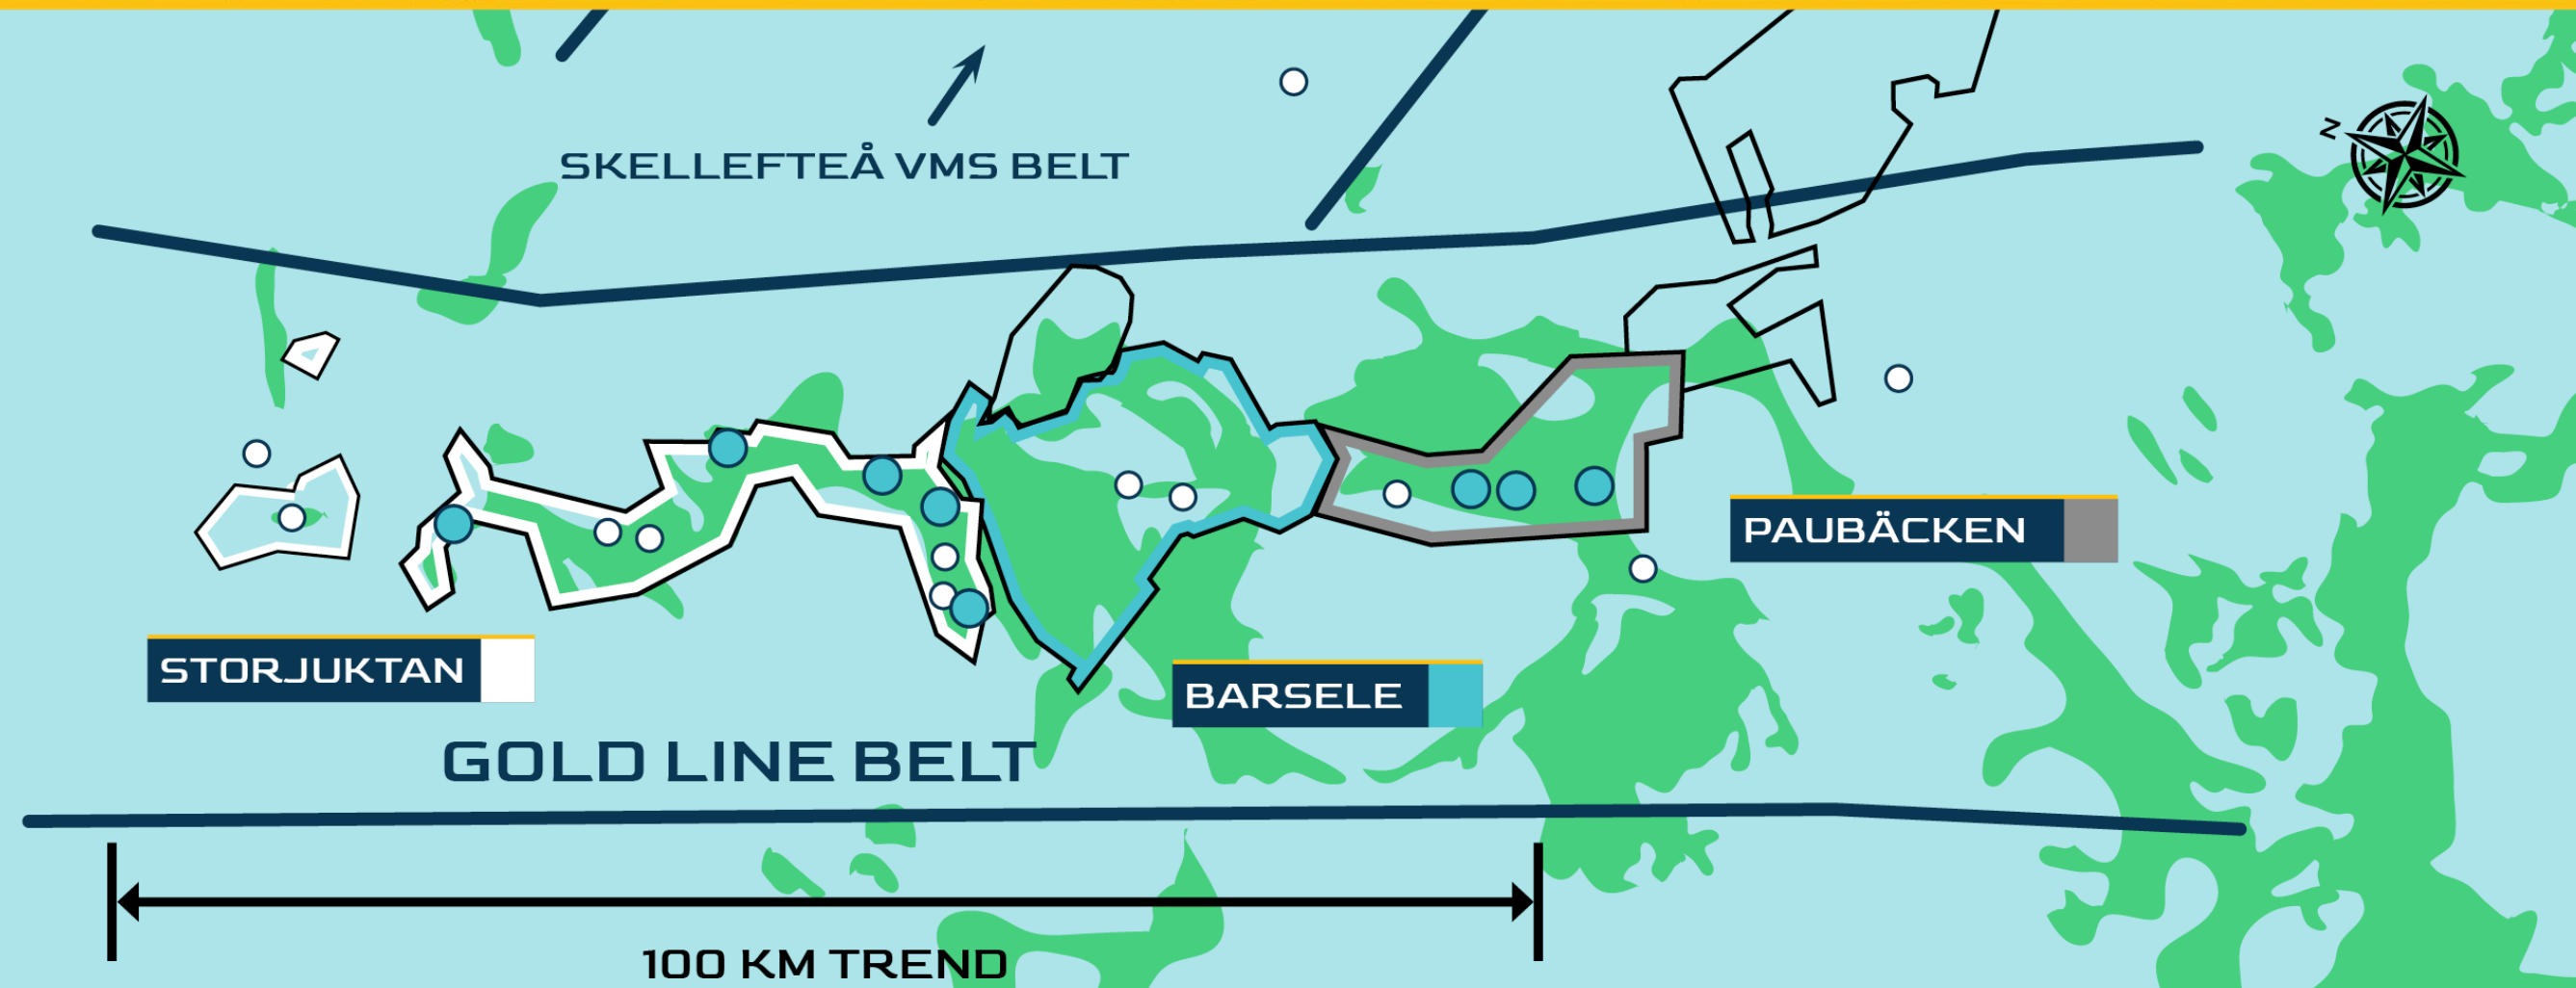 SKELLEFTEÅ VMS BELT
N
PAUBÄCKEN
STORJUKTAN
BARSELE
GOLD LINE BELT
100 KM TREND